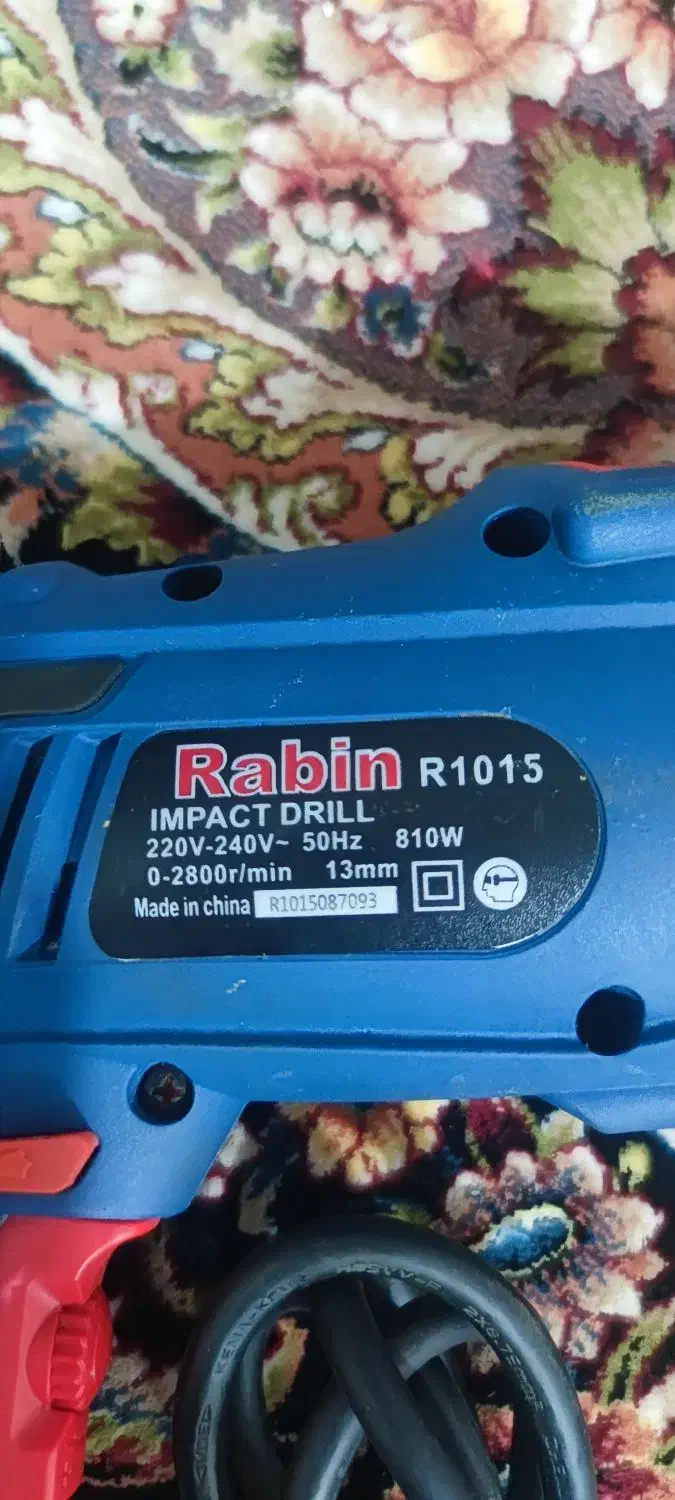 Rabin R1015
IMPACT DRILL
220V-240V~ 50Hz 810W
0-2800r/min 13mm
Made in china R1015087093